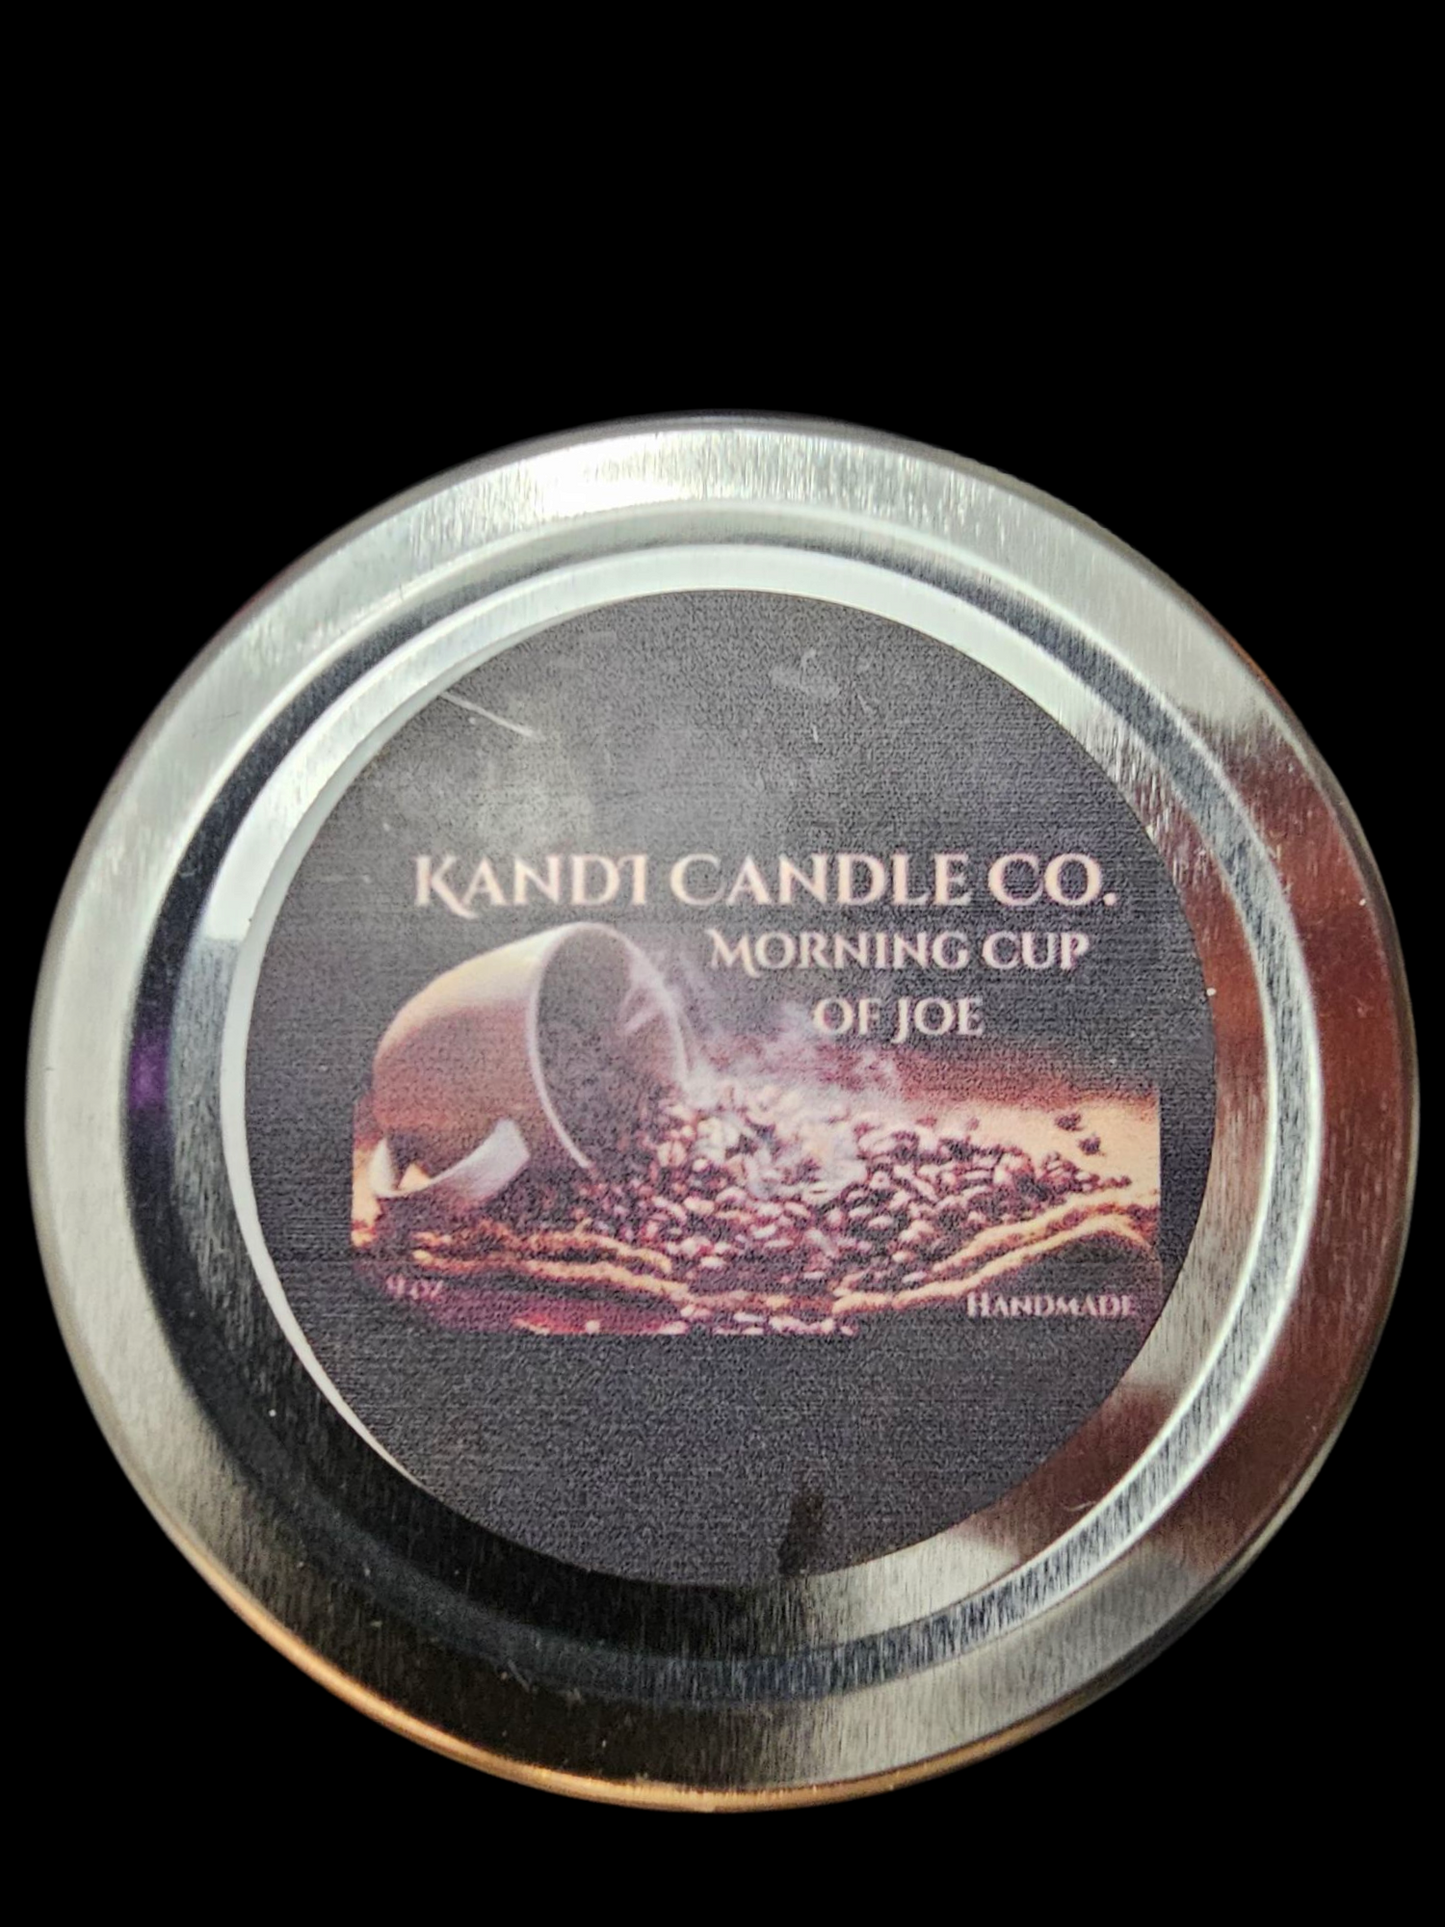 KANDI CANDLE CO.
MORNING CUP
OF JOE
HANDMADE